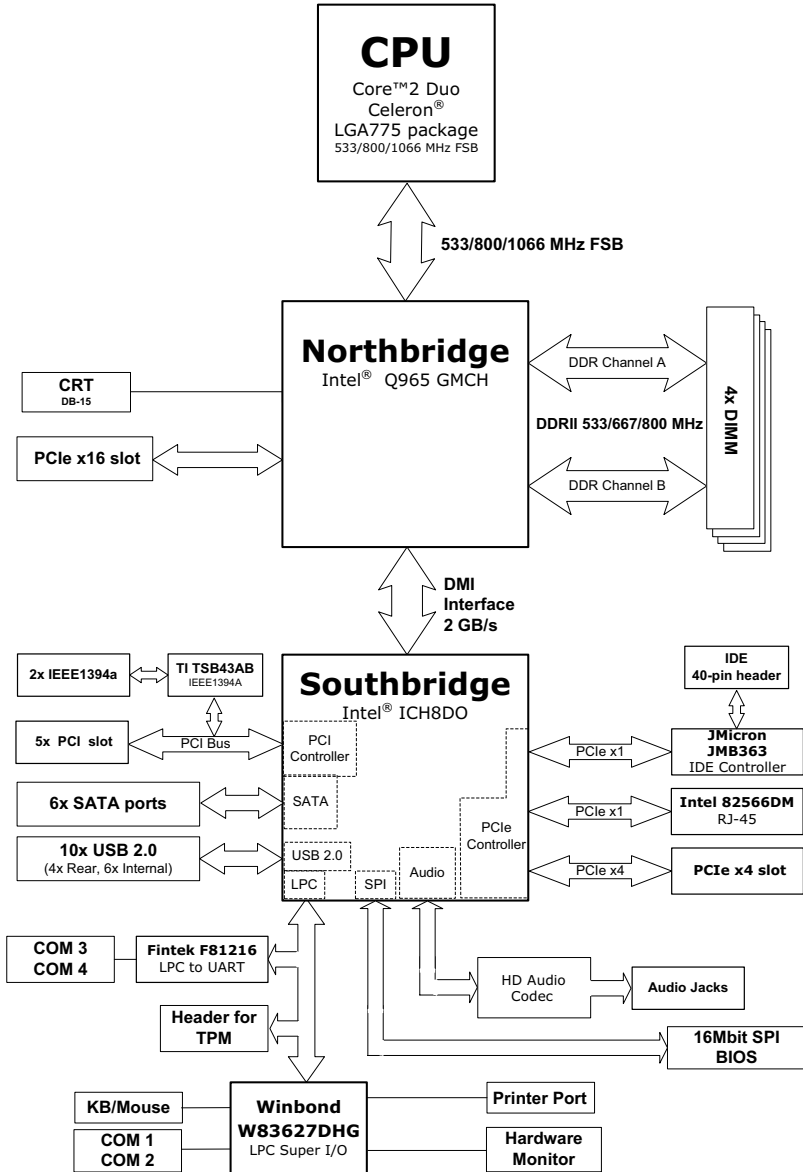 CPU
Core™2 Duo
Celeron®
LGA775 package
533/800/1066 MHz FSB
533/800/1066 MHz FSB
Northbridge
Intel® Q965 GMCH
CRT
DB-15
PCIe x16 slot
DDR Channel A
DDRII 533/667/800 MHz
DDR Channel B
4x DIMM
DMI
Interface
2 GB/s
2x IEEE1394a
TI TSB43AB
IEEE1394A
5x PCI slot
PCI Bus
6x SATA ports
10x USB 2.0
(4x Rear, 6x Internal)
Southbridge
Intel® ICH8DO
PCI
Controller
SATA
USB 2.0
LPC
SPI
Audio
PCIe
Controller
IDE
40-pin header
PCIe x1
JMicron
JMB363
IDE Controller
PCIe x1
Intel 82566DM
RJ-45
PCIe x4
PCIe x4 slot
COM 3
COM 4
Fintek F81216
LPC to UART
Header for
TPM
HD Audio
Codec
Audio Jacks
16Mbit SPI
BIOS
KB/Mouse
COM 1
COM 2
Winbond
W83627DHG
LPC Super I/O
Printer Port
Hardware
Monitor